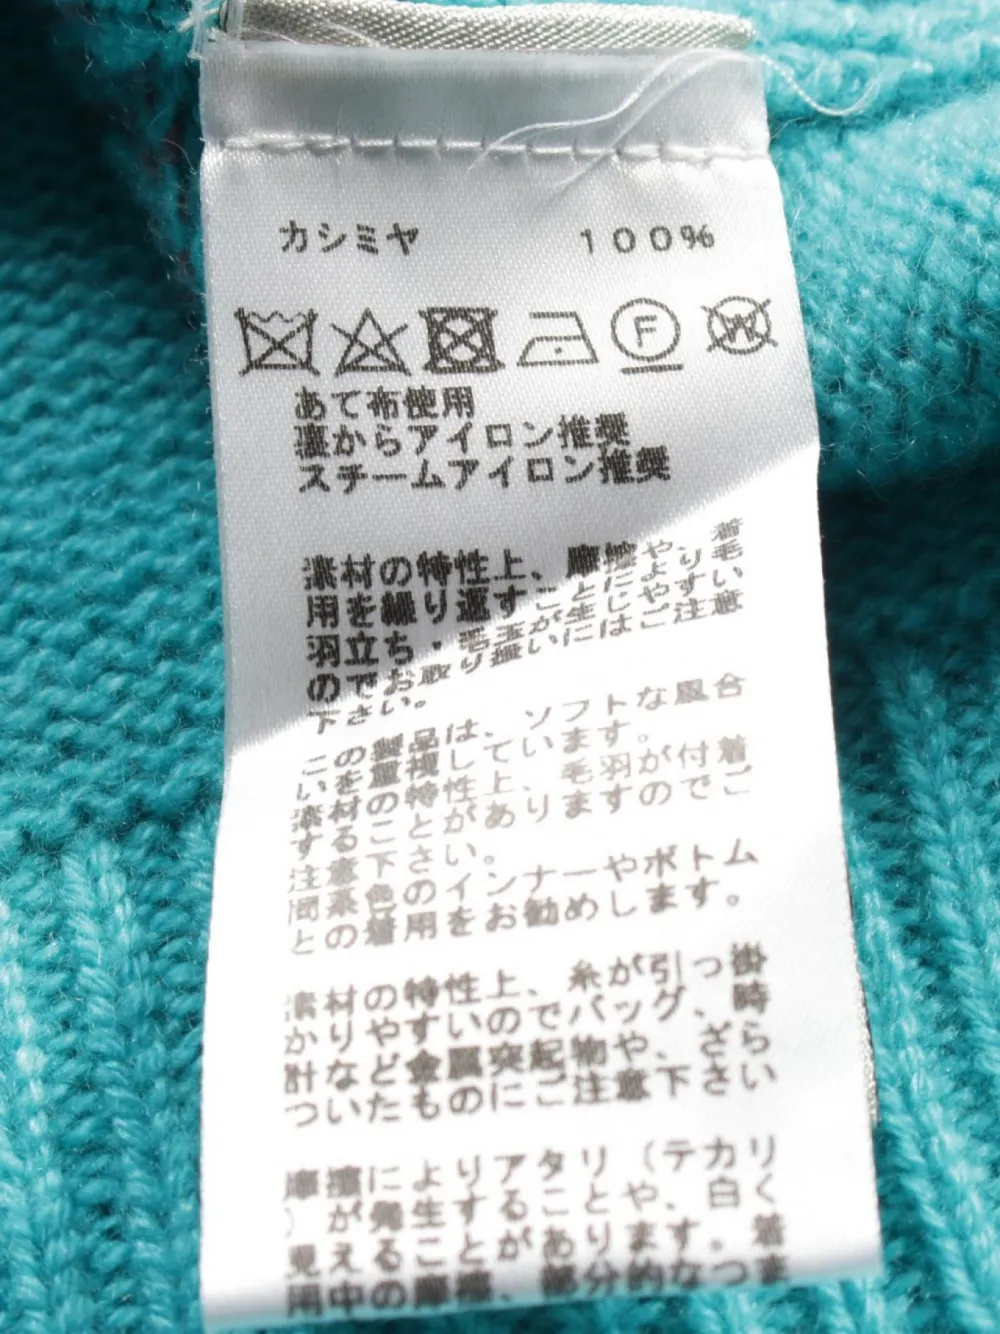 カシミヤ 100%
F W
あて布使用
裏からアイロン推奨
スチームアイロン推奨
素材の特性上、摩擦や、着
用を繰り返すことにより毛
羽立ち・毛玉が生じやすい
のでお取り扱いにはご注意
下さい。
この製品は、ソフトな風合
いを重視しています。
素材の特性上、毛羽が付着
することがありますのでご
注意下さい。
同系色のインナーやボトム
との着用をお勧めします。
素材の特性上、糸が引っ掛
かりやすいのでバッグ、時
計など金属突起物や、ざら
ついたものにご注意下さい
摩擦によりアタリ（テカリ
）が発生することや、白く
見えることがあります。着
用中の摩擦、部分的なつま